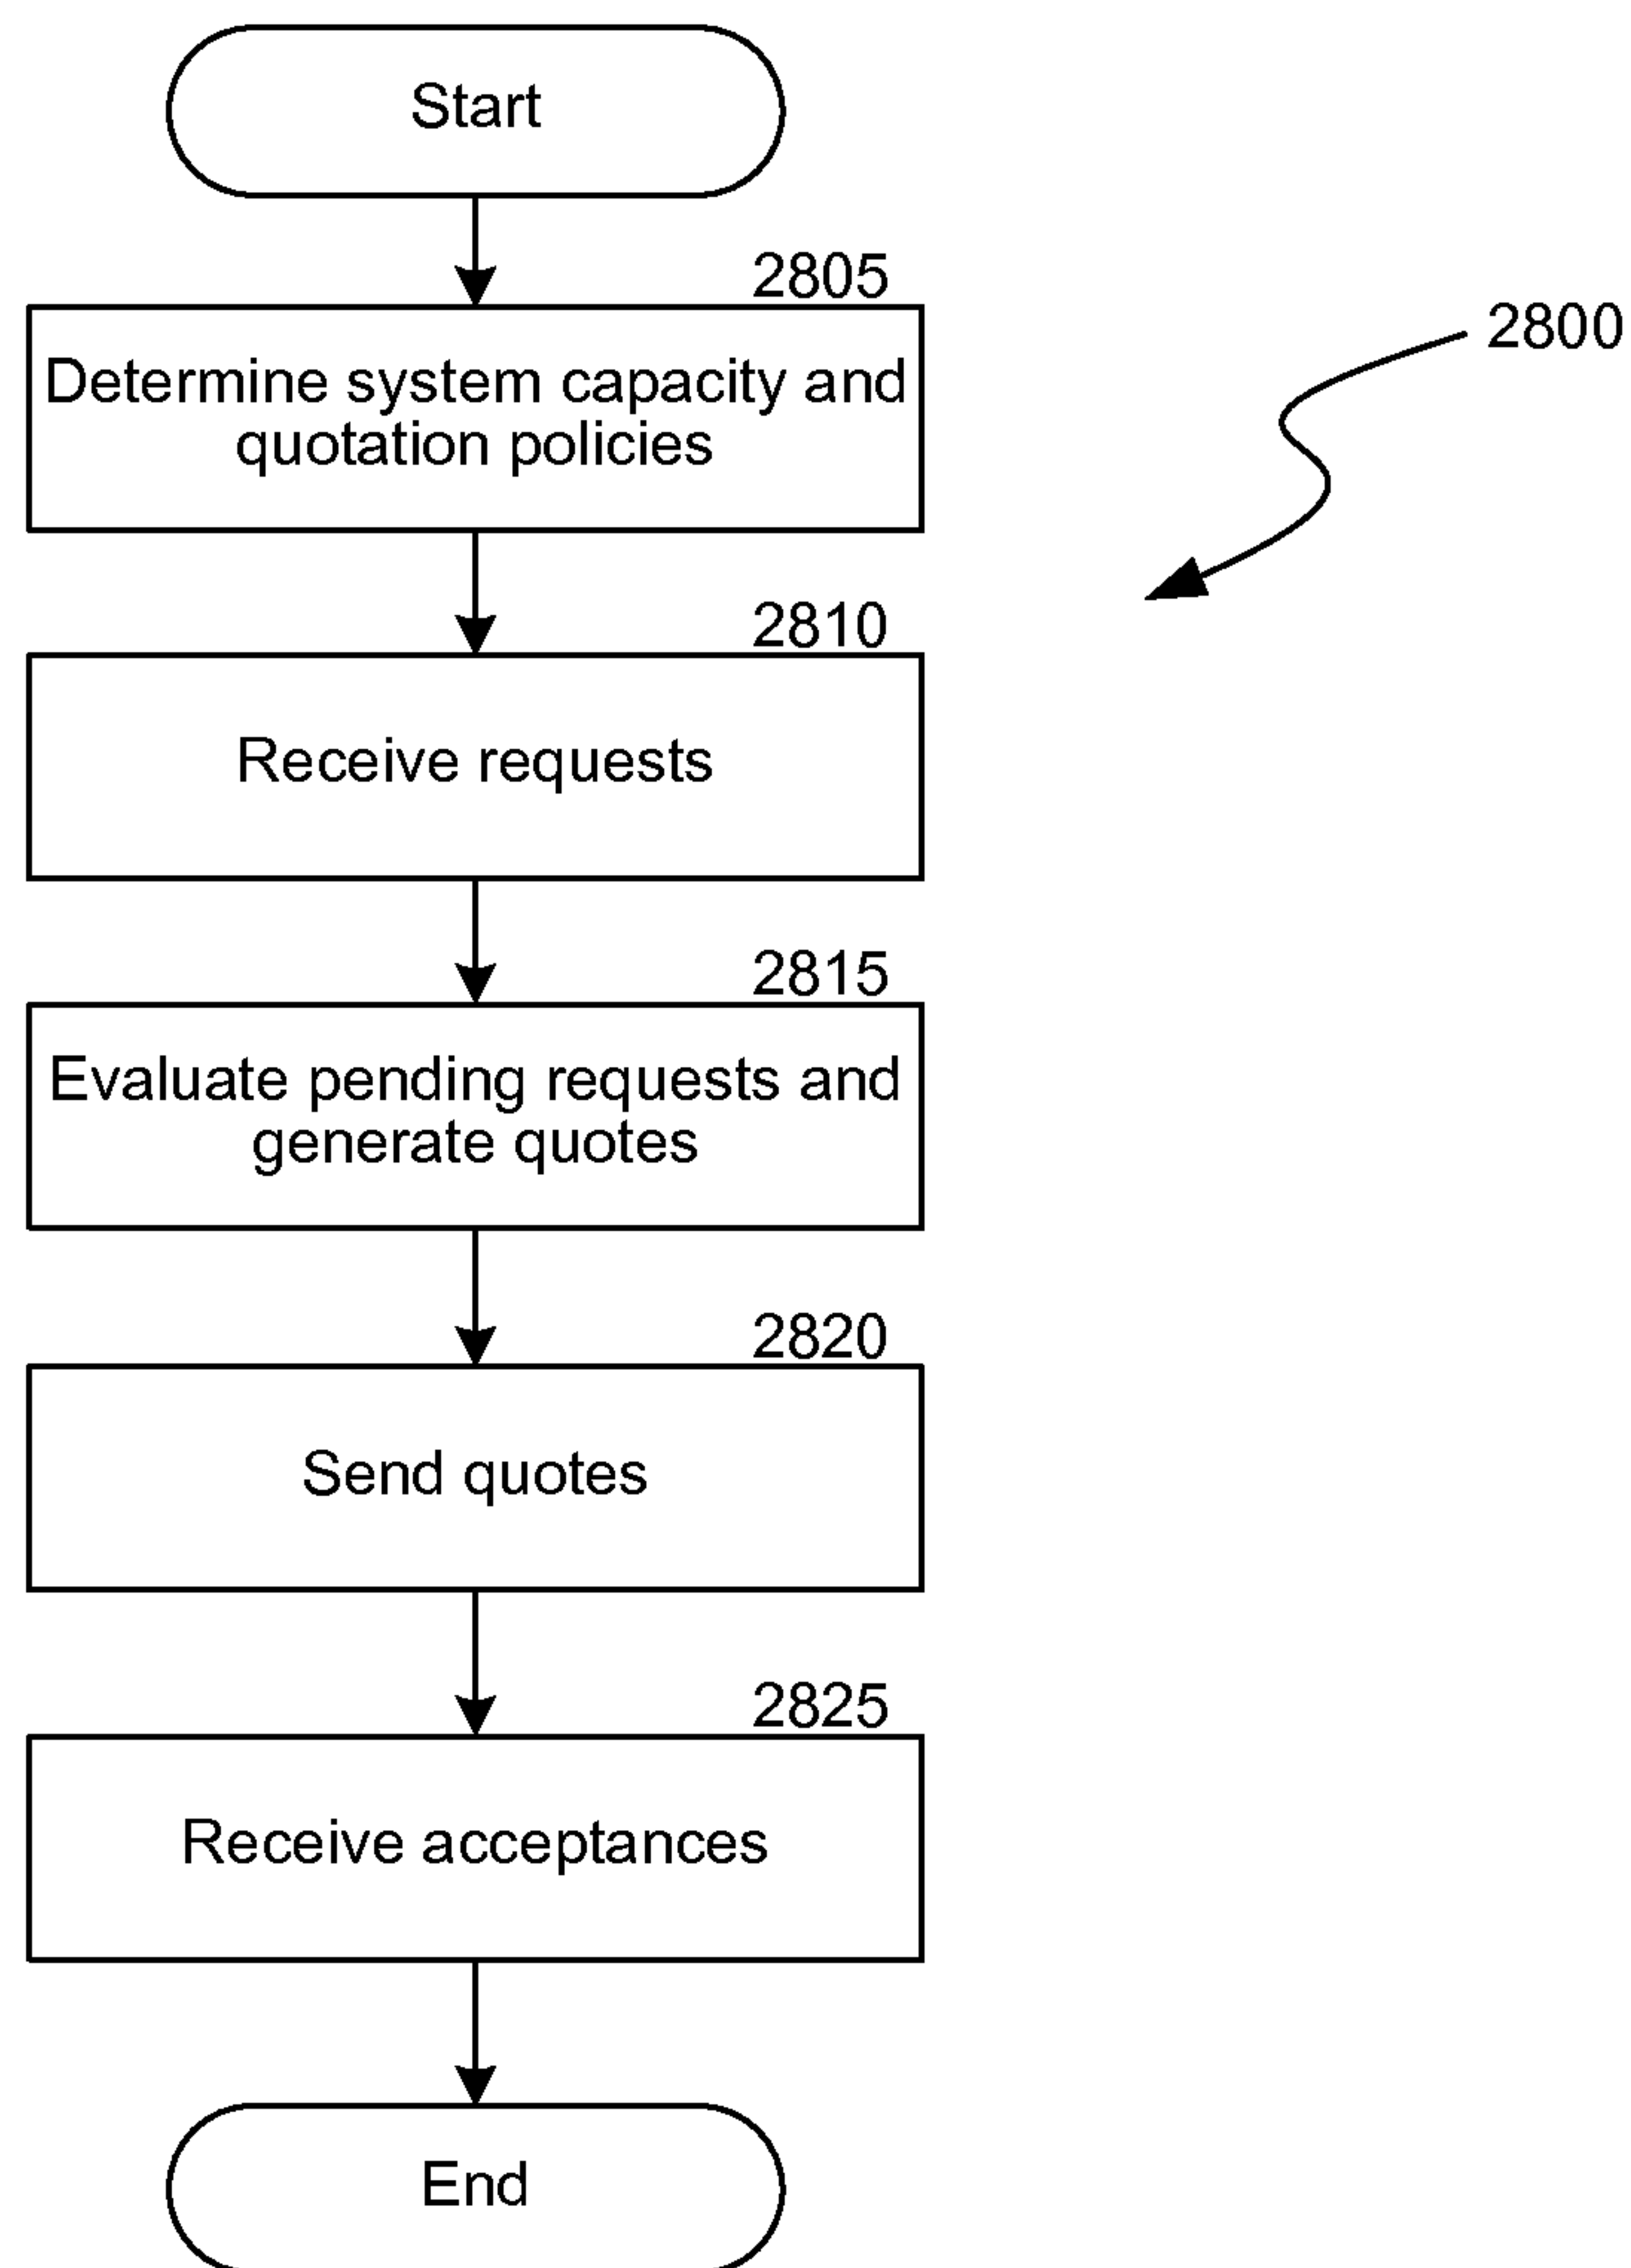 Start
2805
2800
Determine system capacity and
quotation policies
2810
Receive requests
2815
Evaluate pending requests and
generate quotes
2820
Send quotes
2825
Receive acceptances
End